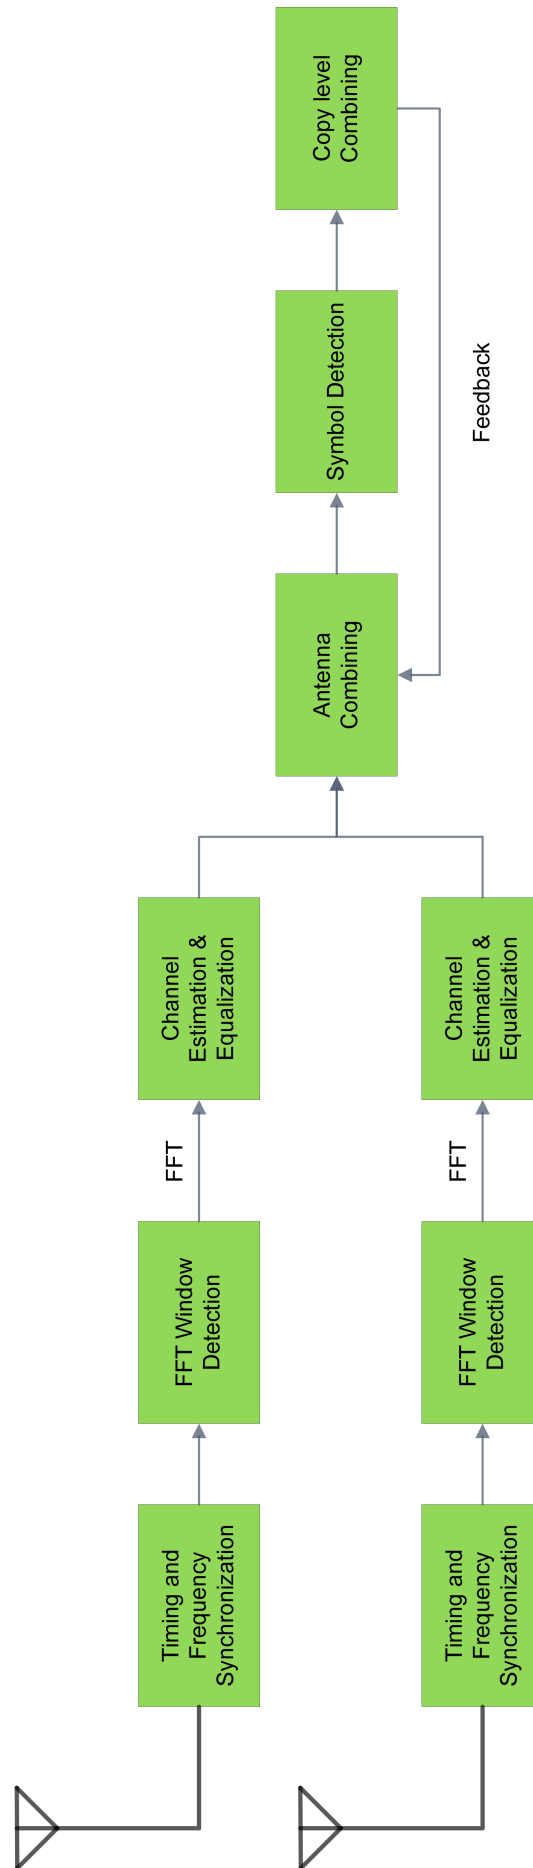 Timing and
Frequency
Synchronization
FFT Window
Detection
FFT
Channel
Estimation &
Equalization
Timing and
Frequency
Synchronization
FFT Window
Detection
FFT
Channel
Estimation &
Equalization
Antenna
Combining
Symbol Detection
Copy level
Combining
Feedback